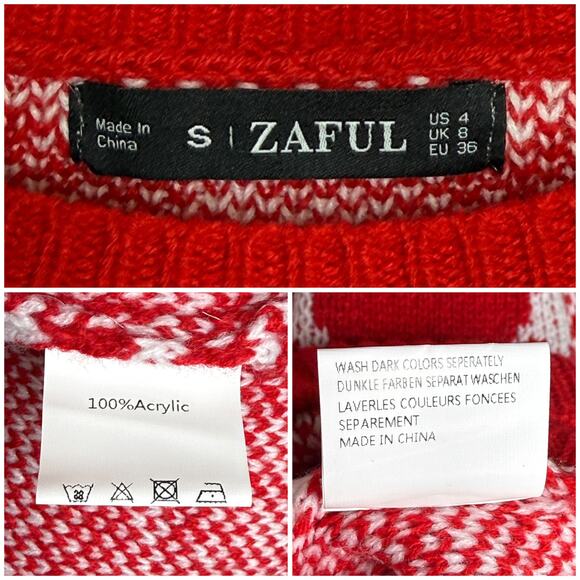 Made In
China
S | ZAFUL
US 4
UK 8
EU 36
100%Acrylic
WASH DARK COLORS SEPERATELY
DUNKLE FARBEN SEPARAT WASCHEN
LAVERLES COULEURS FONCEES
SEPAREMENT
MADE IN CHINA